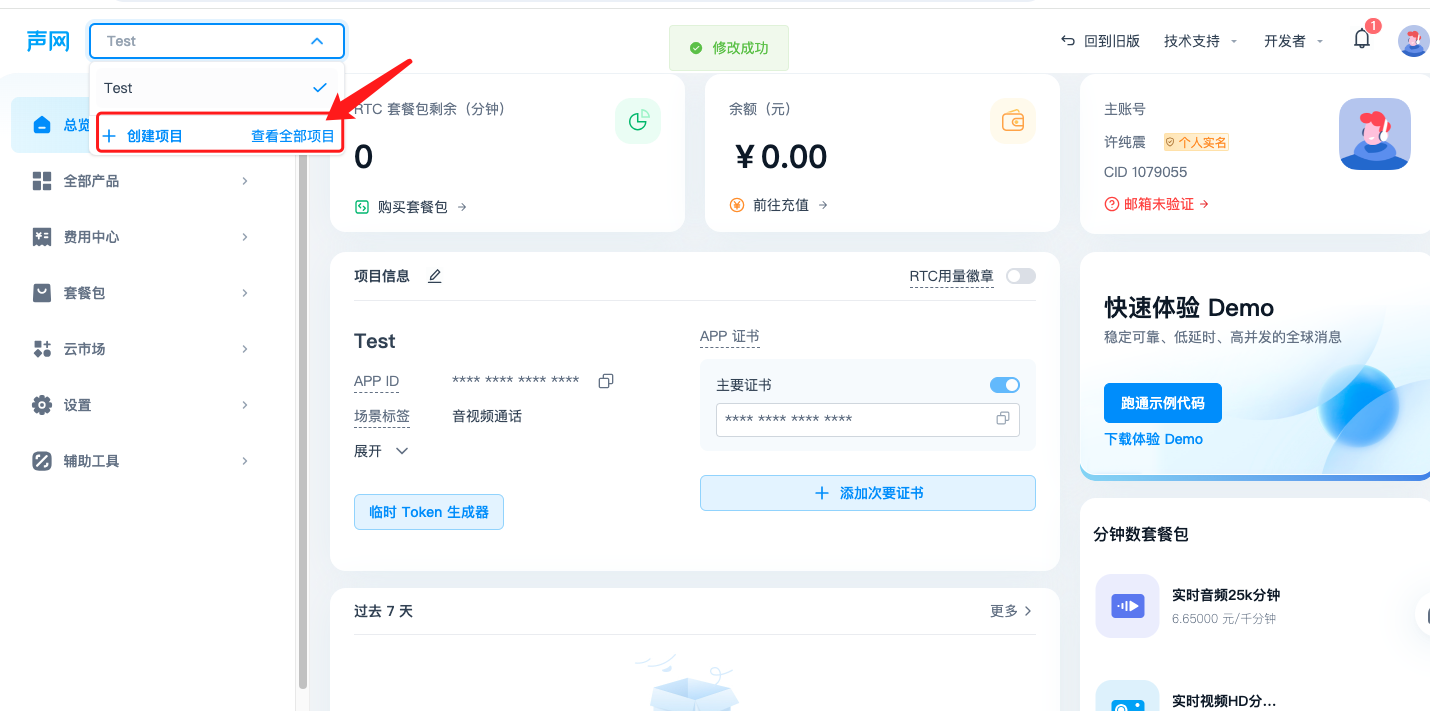 声网
Test
修改成功
回到旧版
技术支持
开发者
1
Test
创建项目
查看全部项目
总览
全部产品
费用中心
套餐包
云市场
设置
辅助工具
RTC 套餐包剩余（分钟）
0
购买套餐包
余额（元）
￥0.00
前往充值
主账号
许纯震
个人实名
CID 1079055
邮箱未验证
项目信息
RTC用量徽章
Test
APP ID
**** **** **** ****
场景标签
音视频通话
展开
临时 Token 生成器
APP 证书
主要证书
**** **** **** ****
添加次要证书
快速体验 Demo
稳定可靠、低延时、高并发的全球消息
跑通示例代码
下载体验 Demo
过去 7 天
更多
分钟数套餐包
实时音频25k分钟
6.65000 元/千分钟
实时视频HD分...